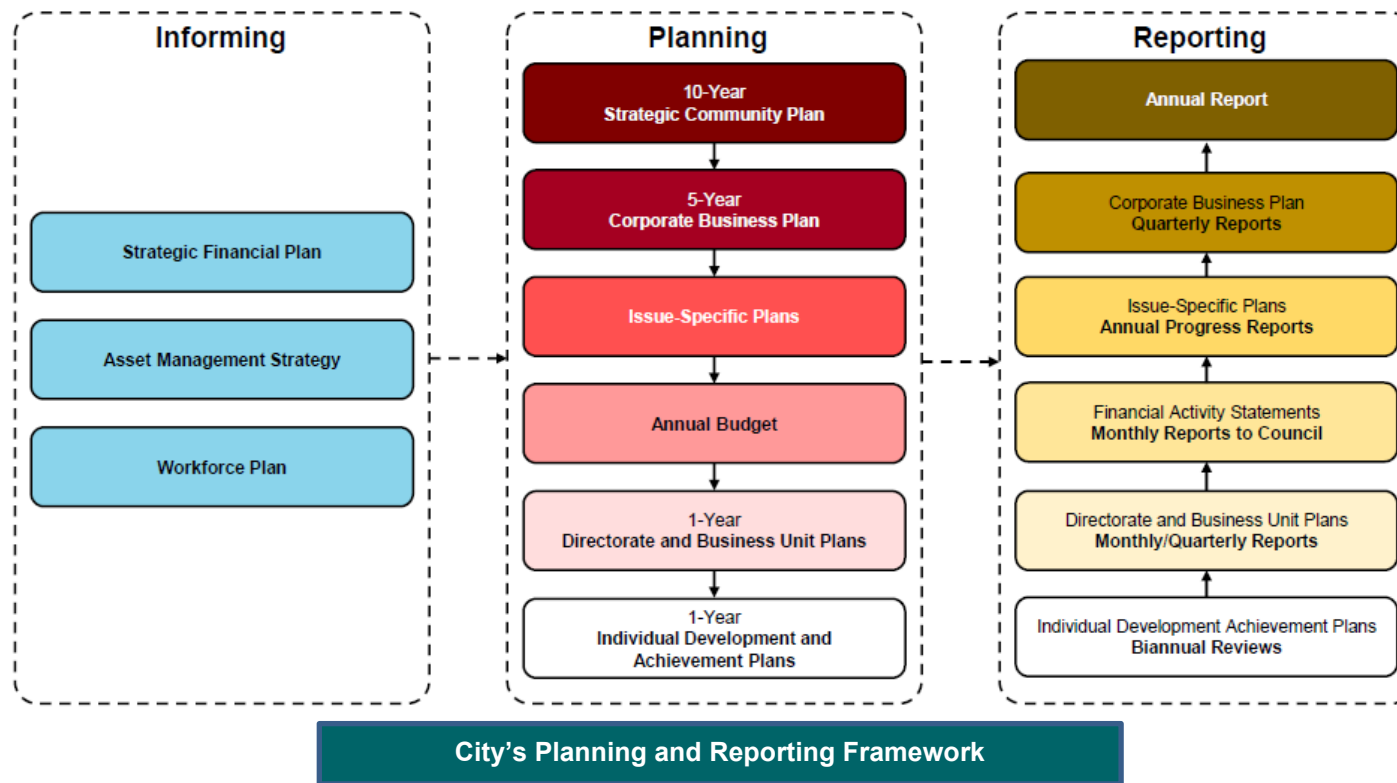 Informing
Strategic Financial Plan
Asset Management Strategy
Workforce Plan
Planning
10-Year
Strategic Community Plan
5-Year
Corporate Business Plan
Issue-Specific Plans
Annual Budget
1-Year
Directorate and Business Unit Plans
1-Year
Individual Development and
Achievement Plans
Reporting
Annual Report
Corporate Business Plan
Quarterly Reports
Issue-Specific Plans
Annual Progress Reports
Financial Activity Statements
Monthly Reports to Council
Directorate and Business Unit Plans
Monthly/Quarterly Reports
Individual Development Achievement Plans
Biannual Reviews
City’s Planning and Reporting Framework